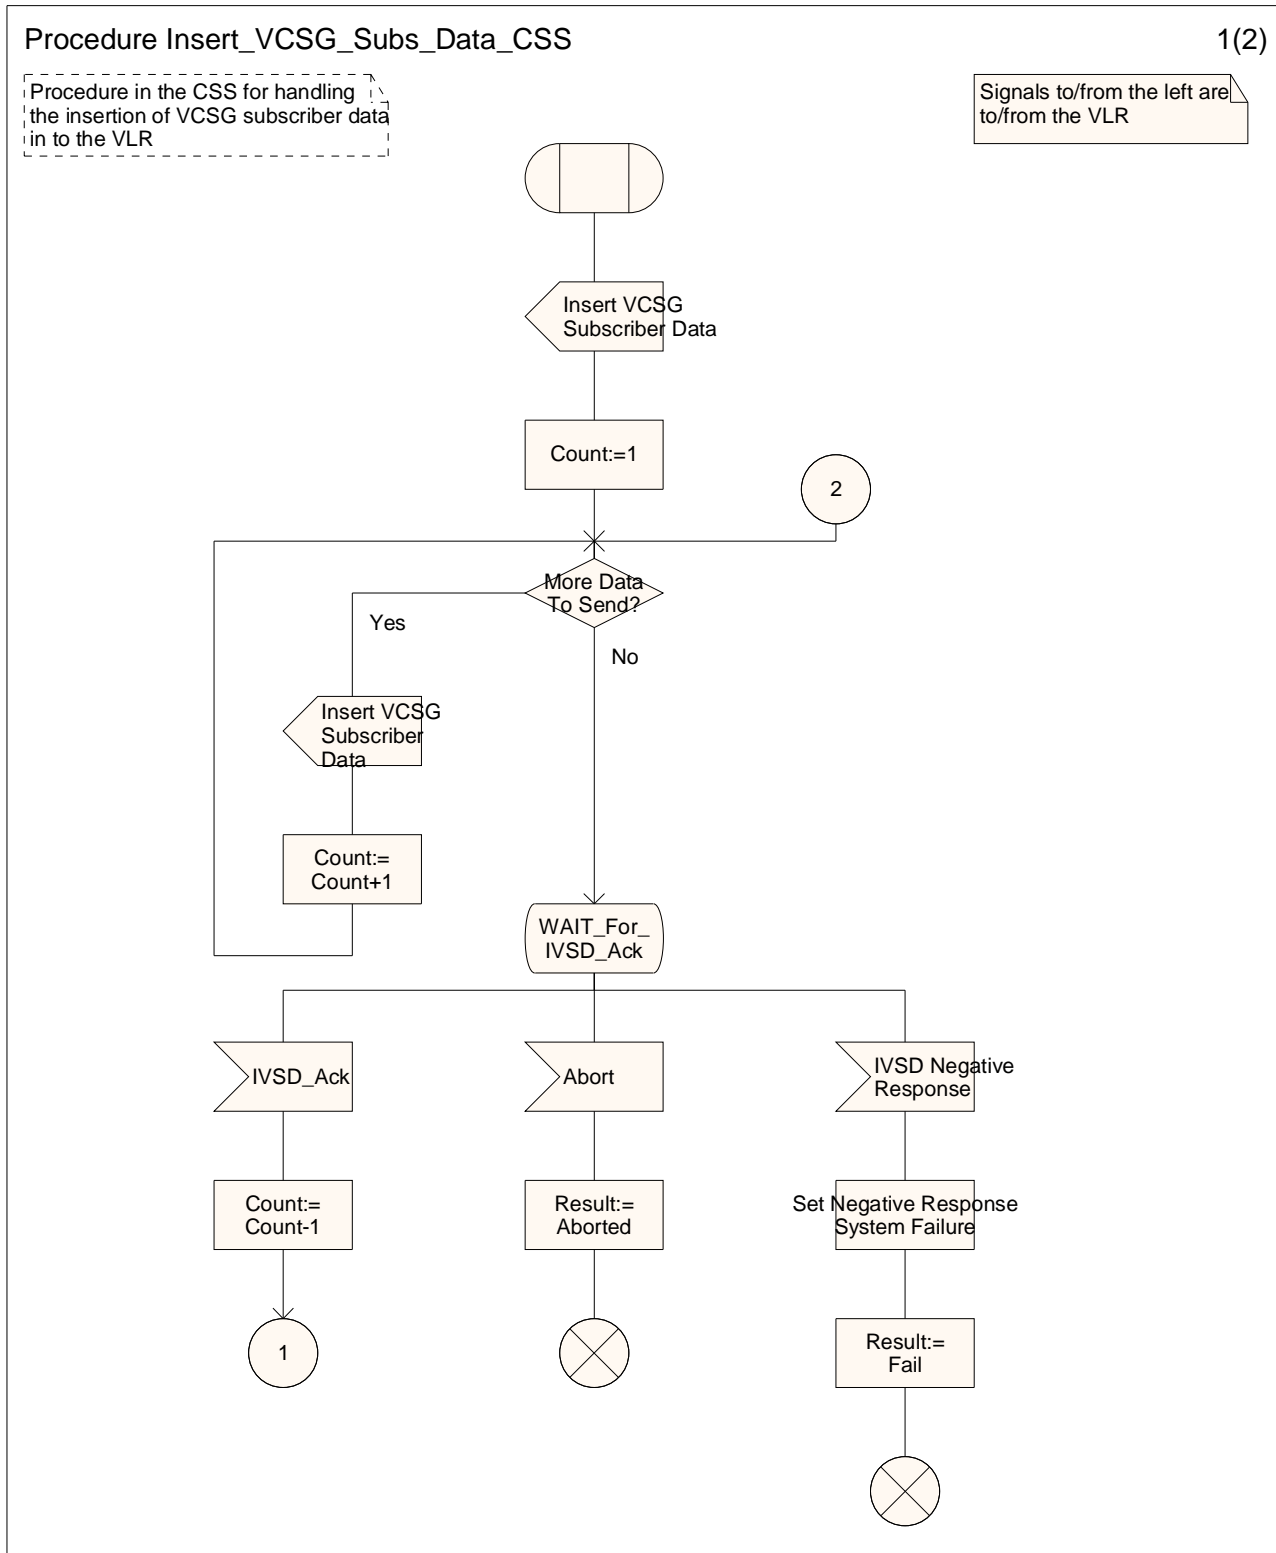 Procedure Insert_VCSG_Subs_Data_CSS
1(2)
Procedure in the CSS for handling
the insertion of VCSG subscriber data
in to the VLR
Signals to/from the left are
to/from the VLR
Insert VCSG
Subscriber Data
Count:=1
2
More Data
To Send?
Yes
No
Insert VCSG
Subscriber
Data
Count:=
Count+1
WAIT_For_
IVSD_Ack
IVSD_Ack
Abort
IVSD Negative
Response
Count:=
Count-1
Result:=
Aborted
Set Negative Response
System Failure
1
Result:=
Fail